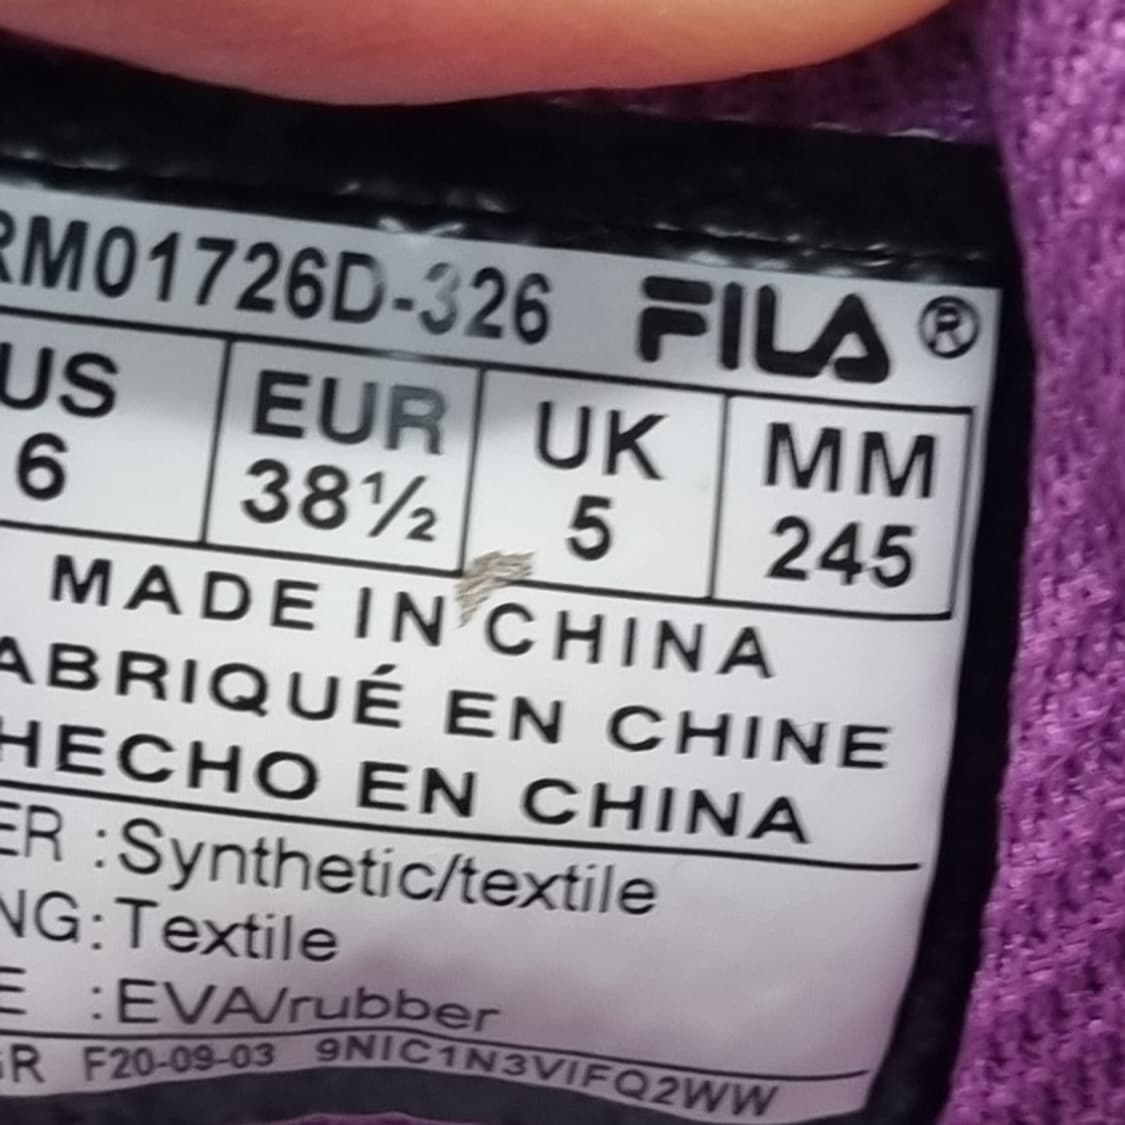 RM01726D-326 FILA®
US EUR UK MM
6 38½ 5 245
MADE IN CHINA
ABRIQUÉ EN CHINE
HECHO EN CHINA
ER :Synthetic/textile
NG:Textile
E :EVA/rubber
GR F20-09-03 9NIC1N3VIFQ2WW